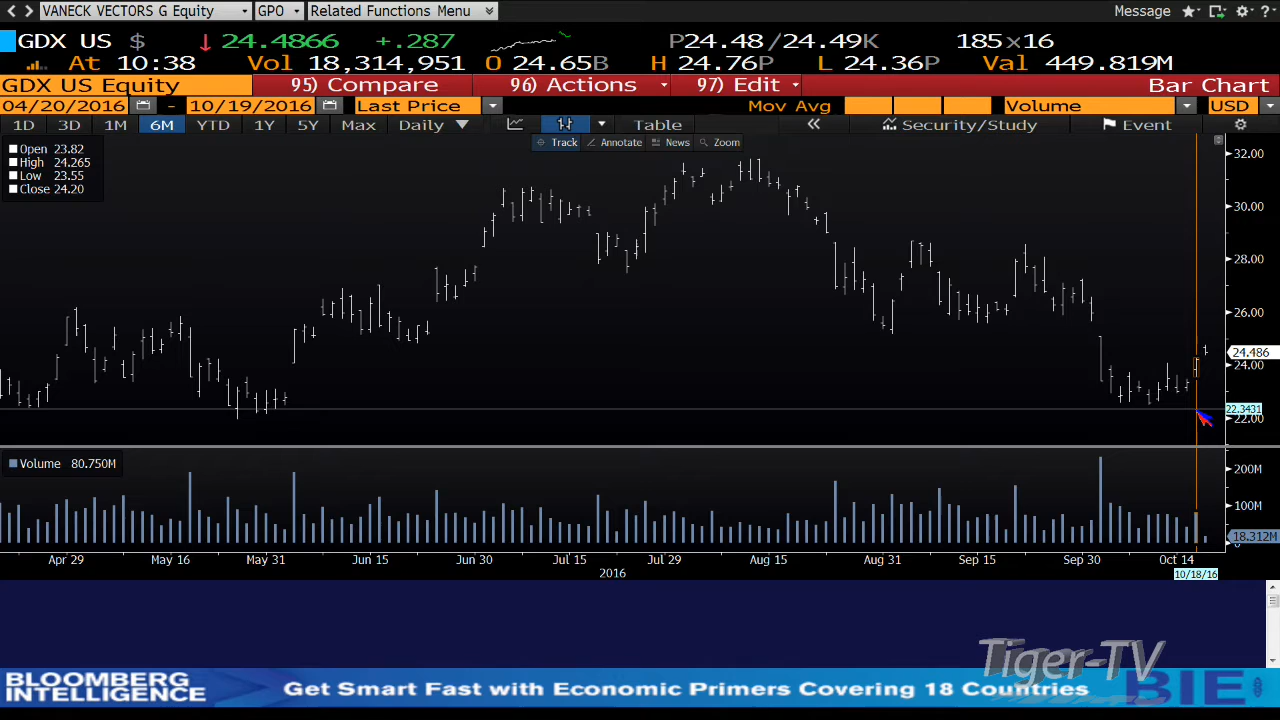 VANECK VECTORS G Equity GPO Related Functions Menu Message ?
GDX US $ ↓ 24.4866 +.287 P24.48/24.49K 185x16
At 10:38 Vol 18,314,951 O 24.65B H 24.76P L 24.36P Val 449.819M
GDX US Equity 95) Compare 96) Actions 97) Edit Bar Chart
04/20/2016 - 10/19/2016 Last Price Mov Avg Volume USD
1D 3D 1M 6M YTD 1Y 5Y Max Daily Table Security/Study Event
Track Annotate News Zoom
Open 23.82
High 24.265
Low 23.55
Close 24.20
32.00
30.00
28.00
26.00
24.486
24.00
22.3431
22.00
Volume 80.750M
200M
100M
18.312M
0
Apr 29 May 16 May 31 Jun 15 Jun 30 Jul 15 Jul 29 Aug 15 Aug 31 Sep 15 Sep 30 Oct 14
2016
10/18/16
Tiger-TV
BLOOMBERG
INTELLIGENCE
Get Smart Fast with Economic Primers Covering 18 Countries
BIE